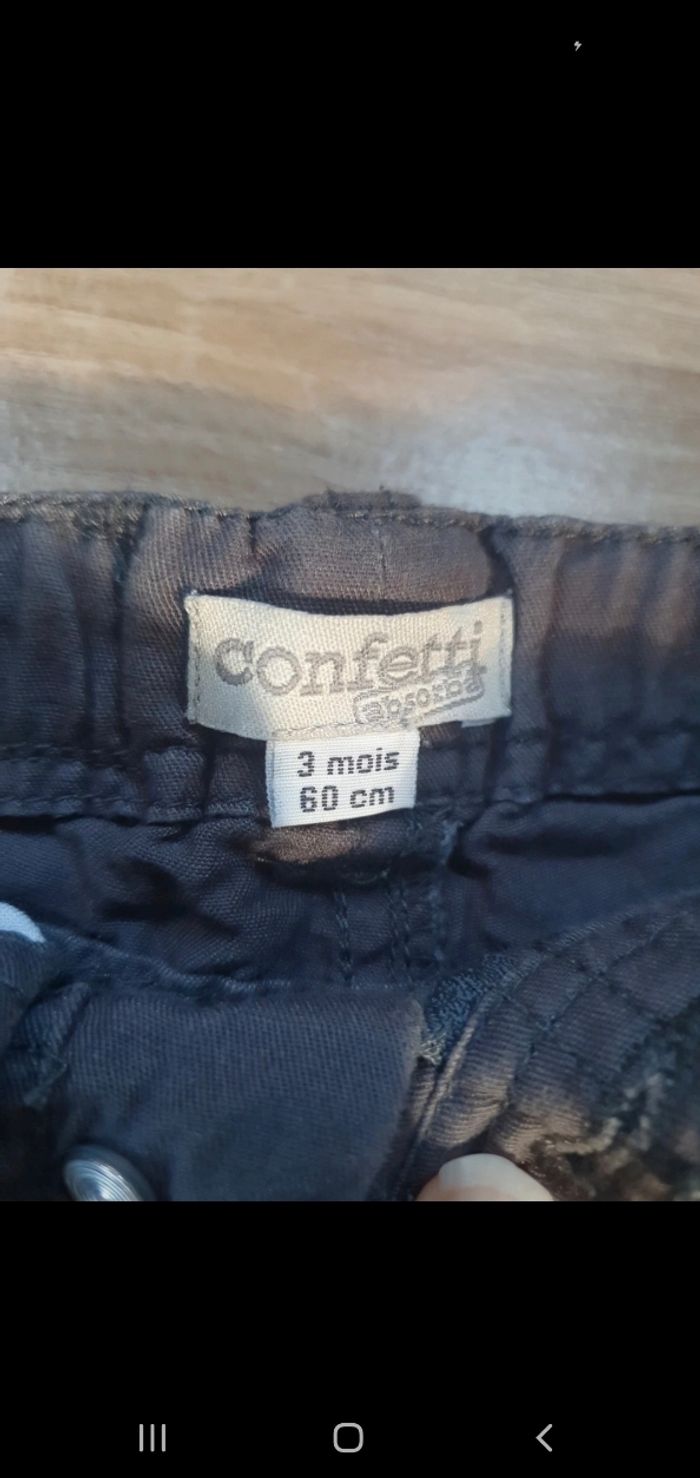 confetti
absorba
3 mois
60 cm